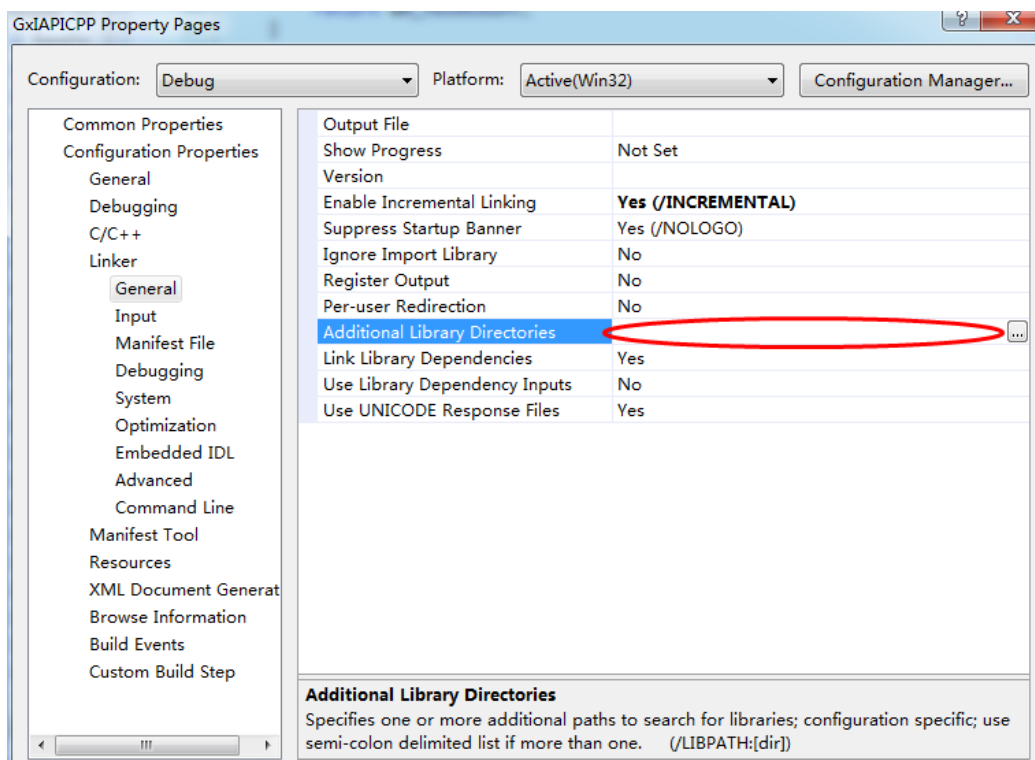 GxIAPICPP Property Pages
Configuration: Debug Platform: Active(Win32) Configuration Manager...
Common Properties
Configuration Properties
General
Debugging
C/C++
Linker
General
Input
Manifest File
Debugging
System
Optimization
Embedded IDL
Advanced
Command Line
Manifest Tool
Resources
XML Document Generat
Browse Information
Build Events
Custom Build Step
Output File
Show Progress Not Set
Version
Enable Incremental Linking Yes (/INCREMENTAL)
Suppress Startup Banner Yes (/NOLOGO)
Ignore Import Library No
Register Output No
Per-user Redirection No
Additional Library Directories ...
Link Library Dependencies Yes
Use Library Dependency Inputs No
Use UNICODE Response Files Yes
Additional Library Directories
Specifies one or more additional paths to search for libraries; configuration specific; use
semi-colon delimited list if more than one. (/LIBPATH:[dir])